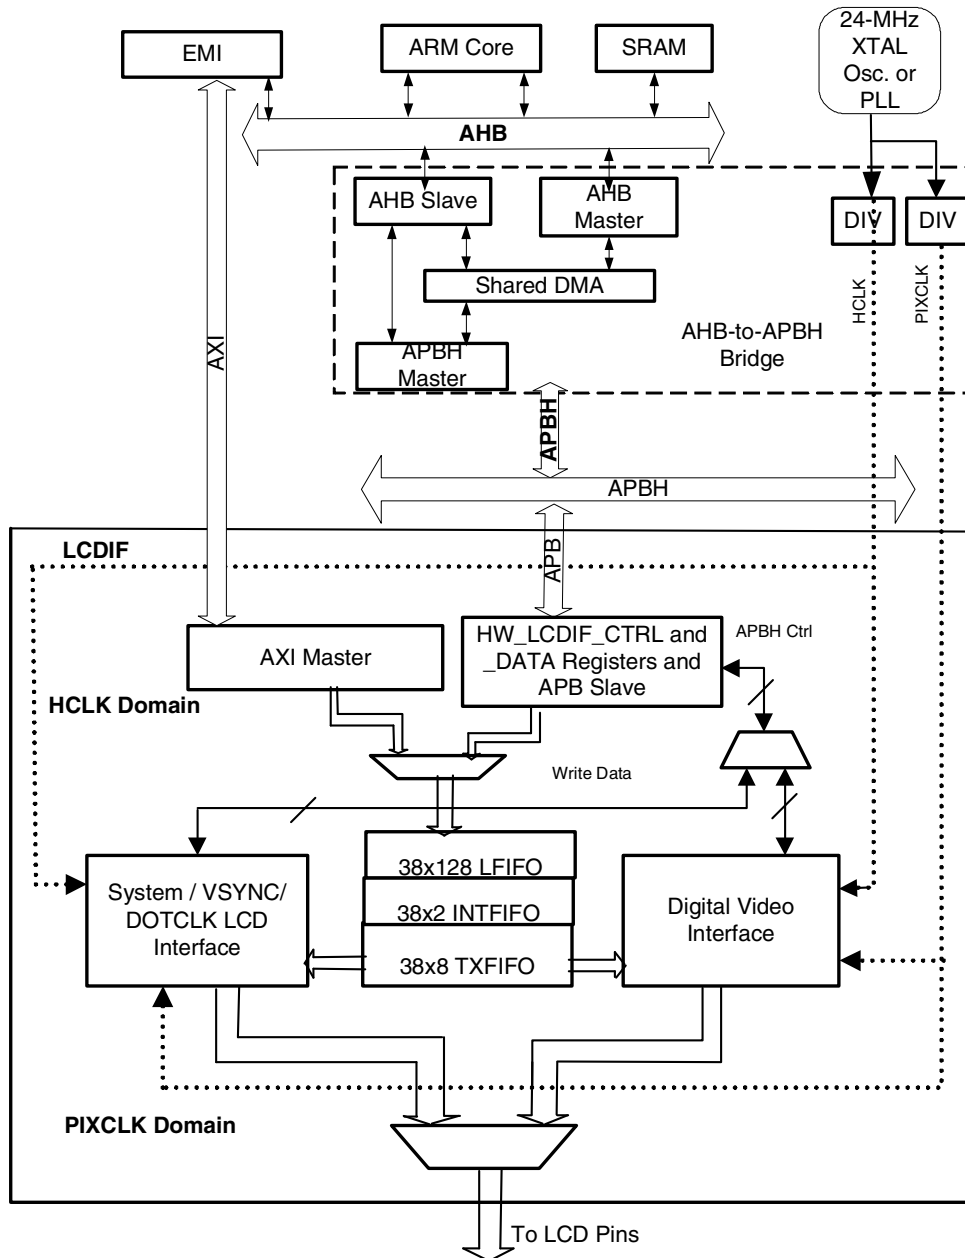 24-MHz
XTAL
Osc. or
PLL
EMI
ARM Core
SRAM
AHB
AHB Slave
AHB
Master
DIV
DIV
Shared DMA
HCLK
PIXCLK
AHB-to-APBH
Bridge
AXI
APBH
Master
APBH
APBH
LCDIF
APB
AXI Master
HW_LCDIF_CTRL and
_DATA Registers and
APB Slave
APBH Ctrl
HCLK Domain
Write Data
38x128 LFIFO
System / VSYNC/
DOTCLK LCD
Interface
38x2 INTFIFO
Digital Video
Interface
38x8 TXFIFO
PIXCLK Domain
To LCD Pins